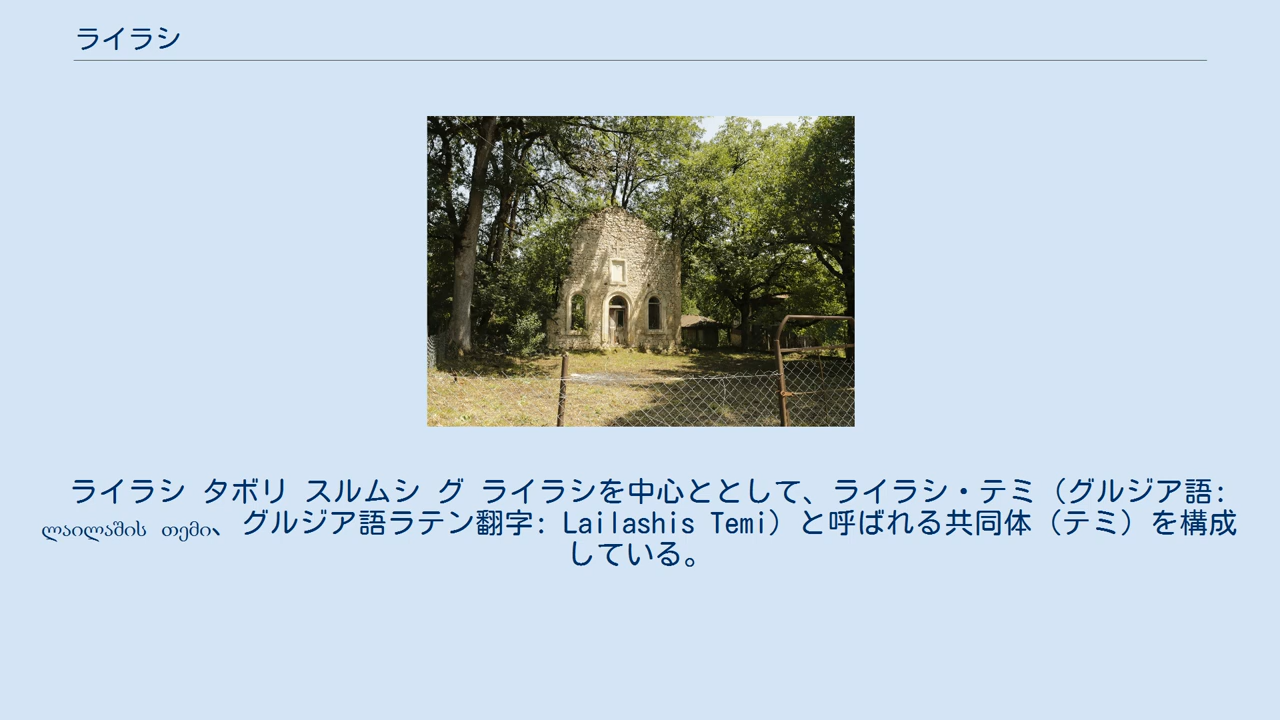 ライラシ
ライラシ タボリ スルムシ グ ライラシを中心ととして、ライラシ・テミ（グルジア語:
ლაილაშის თემი、グルジア語ラテン翻字: Lailashis Temi）と呼ばれる共同体（テミ）を構成
している。